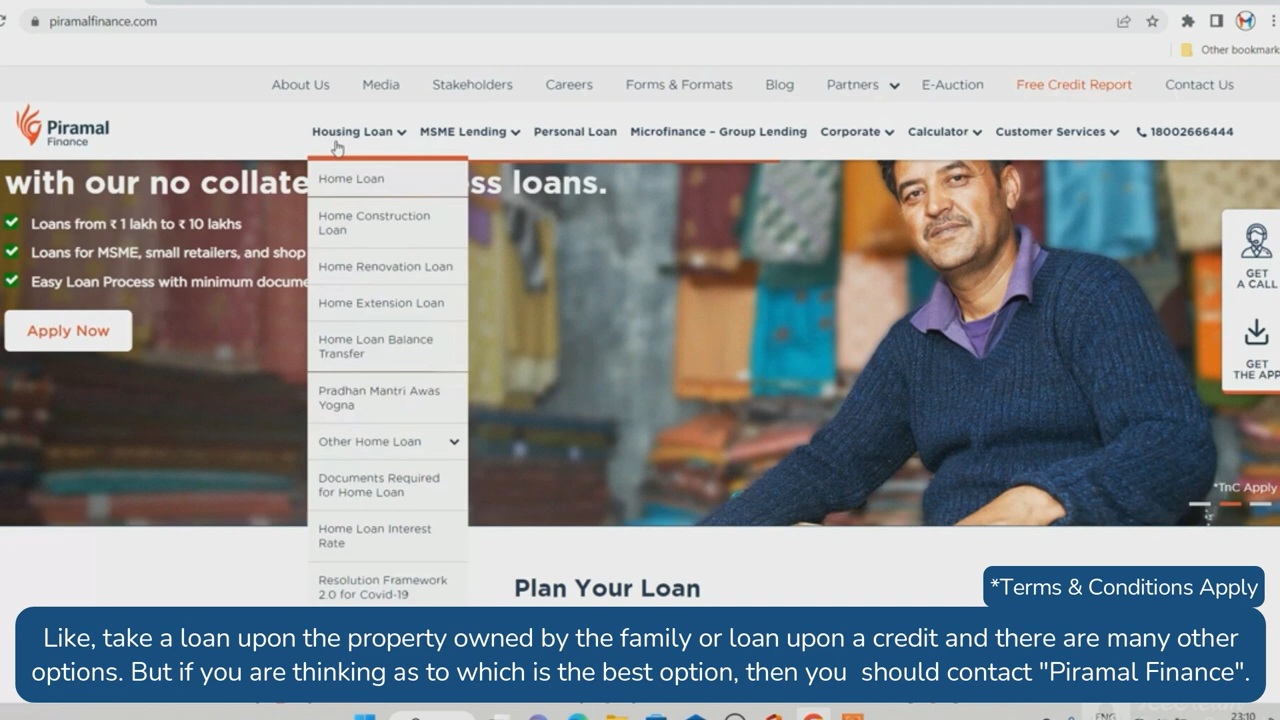 piramalfinance.com
Other bookmark
About Us Media Stakeholders Careers Forms & Formats Blog Partners E-Auction Free Credit Report Contact Us
Piramal
Finance
Housing Loan MSME Lending Personal Loan Microfinance – Group Lending Corporate Calculator Customer Services 18002666444
with our no collate ss loans.
Loans from ₹ 1 lakh to ₹ 10 lakhs
Loans for MSME, small retailers, and shop
Easy Loan Process with minimum docume
Apply Now
Home Loan
Home Construction
Loan
Home Renovation Loan
Home Extension Loan
Home Loan Balance
Transfer
Pradhan Mantri Awas
Yogna
Other Home Loan
Documents Required
for Home Loan
Home Loan Interest
Rate
Resolution Framework
2.0 for Covid-19
GET
A CALL
GET
THE APP
*TnC Apply
Plan Your Loan
*Terms & Conditions Apply
Like, take a loan upon the property owned by the family or loan upon a credit and there are many other
options. But if you are thinking as to which is the best option, then you should contact "Piramal Finance".
ENG
23:10